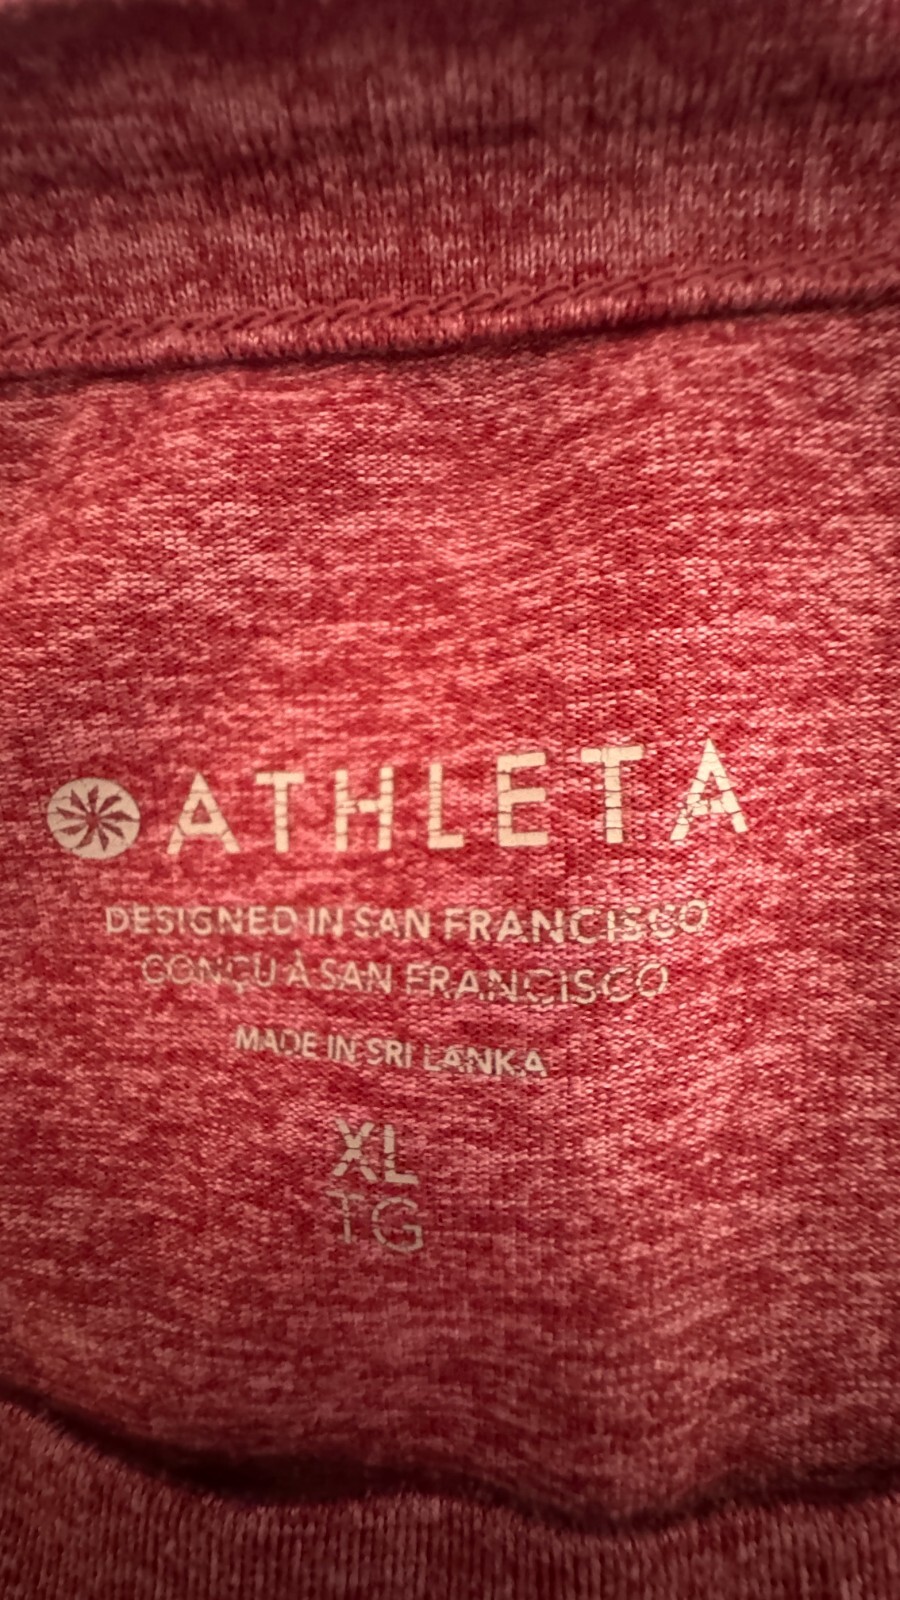 ATHLETA
DESIGNED IN SAN FRANCISCO
CONÇU À SAN FRANCISCO
MADE IN SRI LANKA
XL
TG